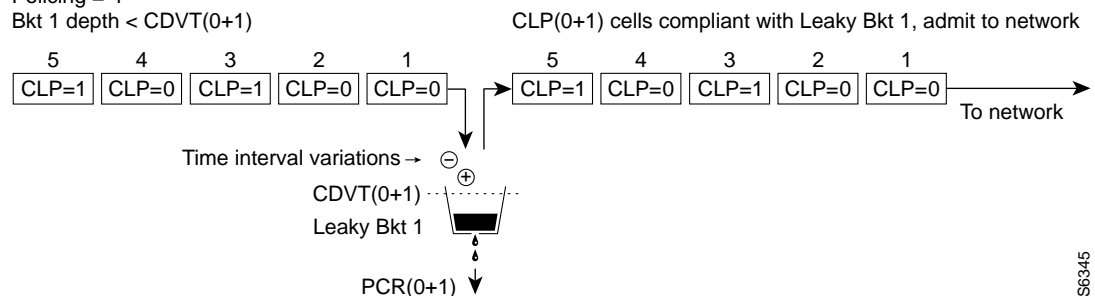 Bkt 1 depth < CDVT(0+1)
CLP(0+1) cells compliant with Leaky Bkt 1, admit to network
5 4 3 2 1
5 4 3 2 1
CLP=1 CLP=0 CLP=1 CLP=0 CLP=0
CLP=1 CLP=0 CLP=1 CLP=0 CLP=0
To network
Time interval variations →
CDVT(0+1)
Leaky Bkt 1
PCR(0+1)
S6345